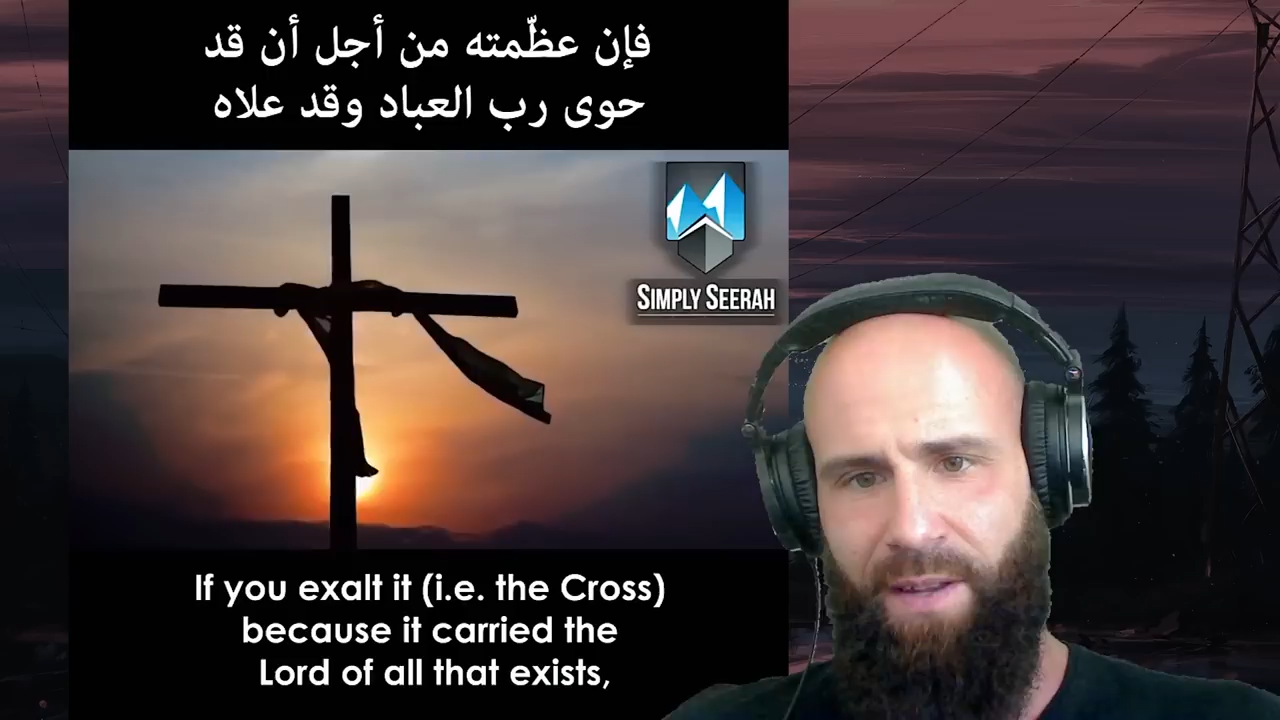 فإن عظّمته من أجل أن قد
حوى رب العباد وقد علاه
SIMPLY SEERAH
If you exalt it (i.e. the Cross)
because it carried the
Lord of all that exists,